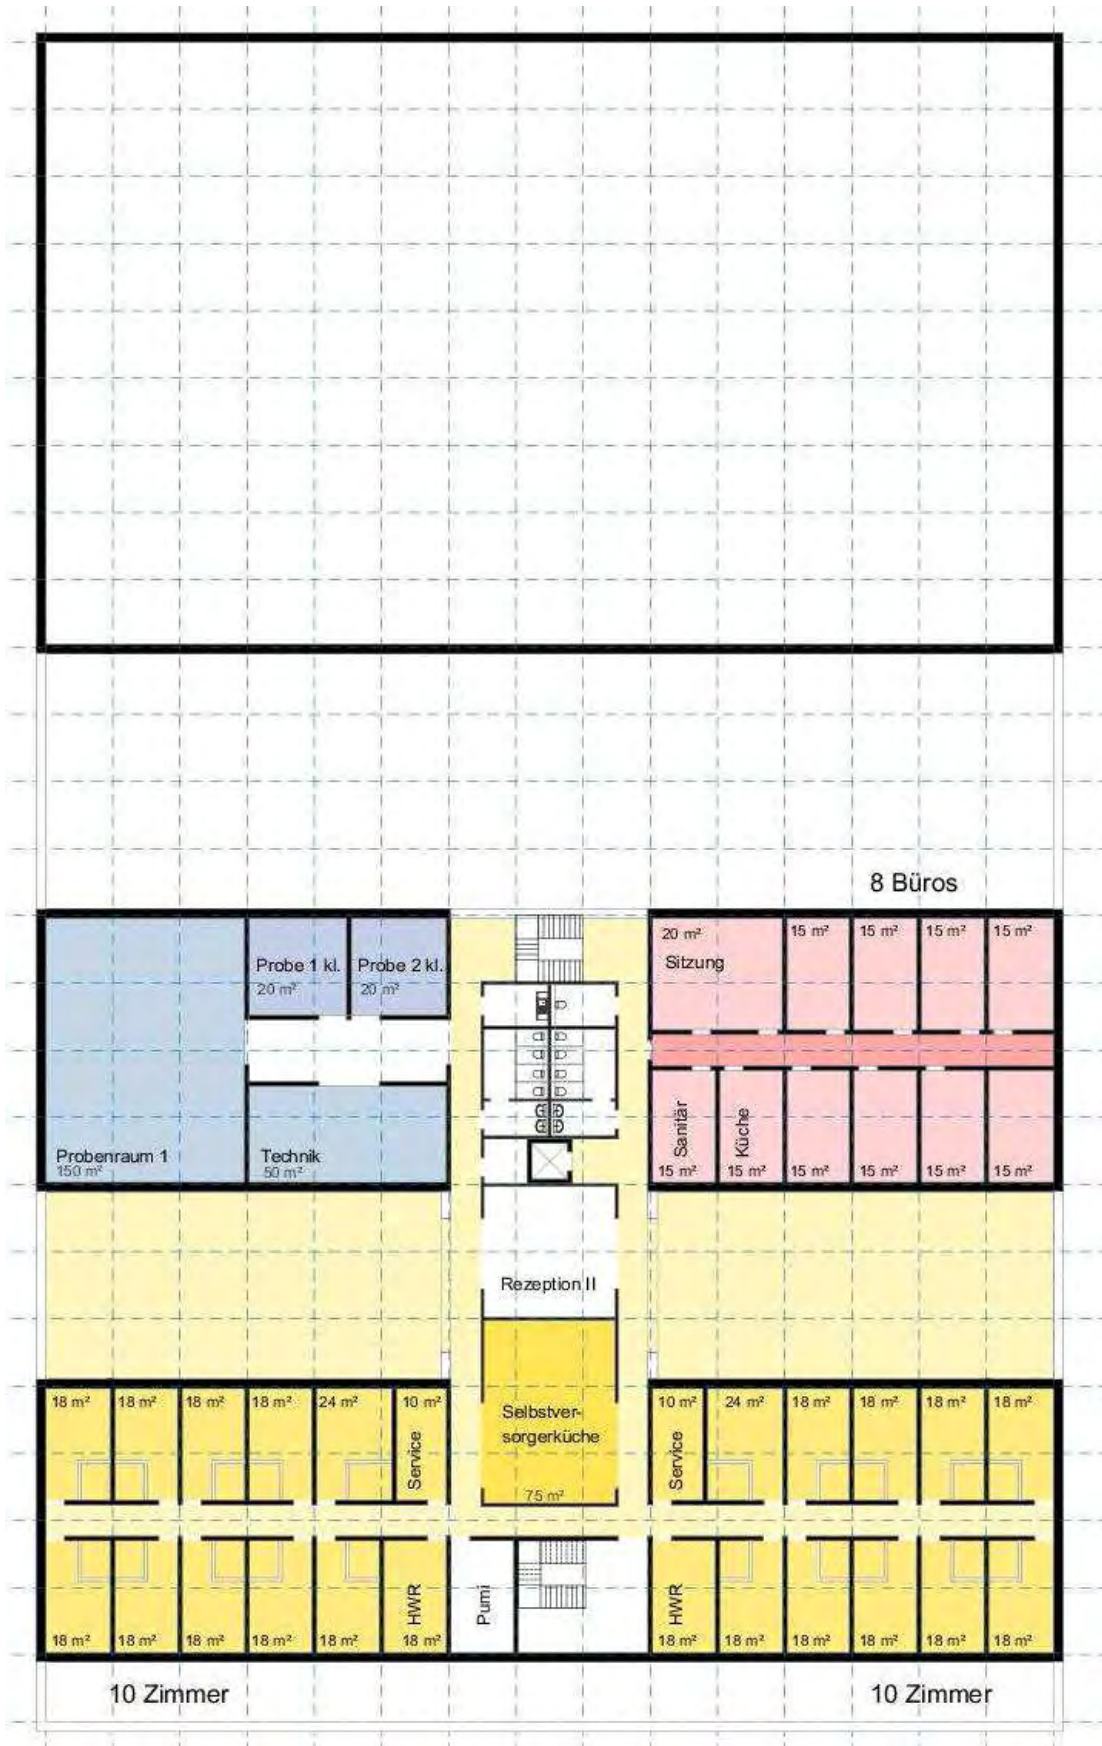 8 Büros
20 m² 15 m² 15 m² 15 m² 15 m²
Sitzung
Probe 1 kl. Probe 2 kl.
20 m² 20 m²
Sanitär
Küche
Probenraum 1 Technik
150 m² 50 m²
15 m² 15 m² 15 m² 15 m² 15 m² 15 m²
Rezeption II
18 m² 18 m² 18 m² 18 m² 24 m² 10 m² 10 m² 24 m² 18 m² 18 m² 18 m² 18 m²
Selbstver-
sorgerküche
Service
Service
75 m²
HWR
Pumi
HWR
18 m² 18 m² 18 m² 18 m² 18 m² 18 m² 18 m² 18 m² 18 m² 18 m² 18 m² 18 m²
10 Zimmer 10 Zimmer